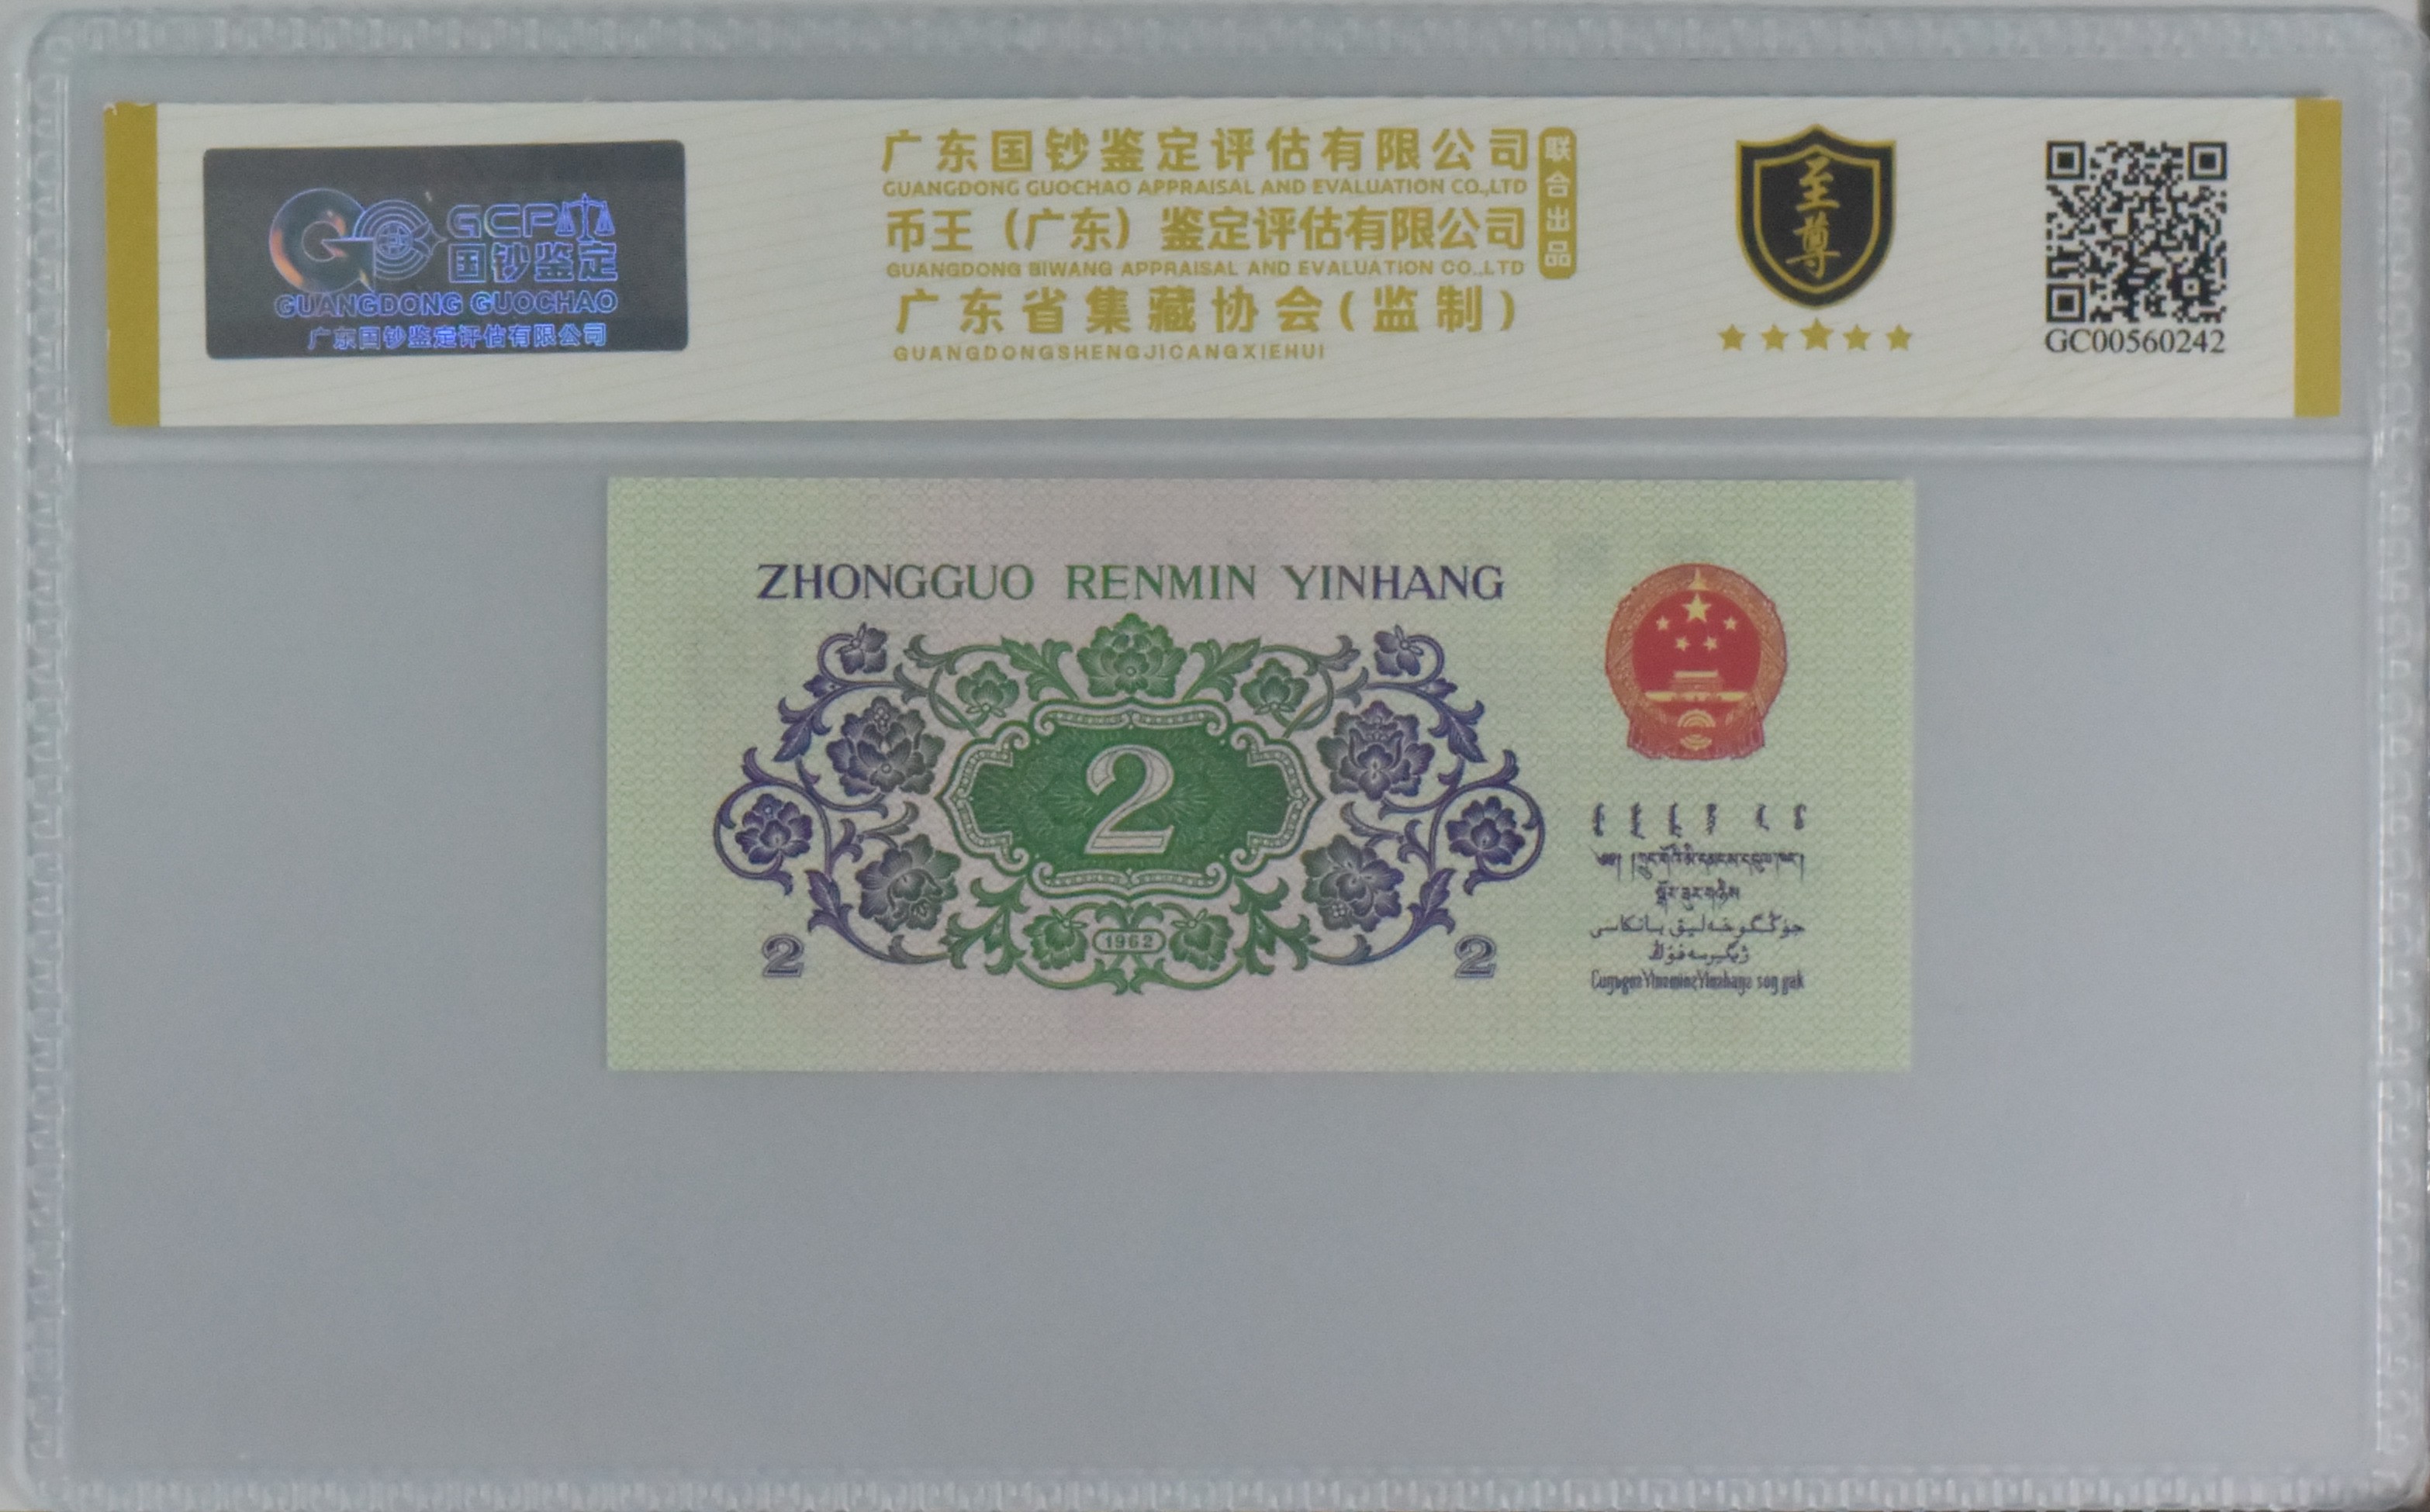 GCP
国钞鉴定
GUANGDONG GUOCHAO
广东国钞鉴定评估有限公司
广东国钞鉴定评估有限公司
GUANGDONG GUOCHAO APPRAISAL AND EVALUATION CO.,LTD
币王（广东）鉴定评估有限公司
GUANGDONG BIWANG APPRAISAL AND EVALUATION CO.,LTD
广东省集藏协会(监制)
GUANGDONGSHENGJICANGXIEHUI
联合出品
至尊
GC00560242
ZHONGGUO RENMIN YINHANG
2
1962
2
2
جۇڭگو خەلىق بانكاسى